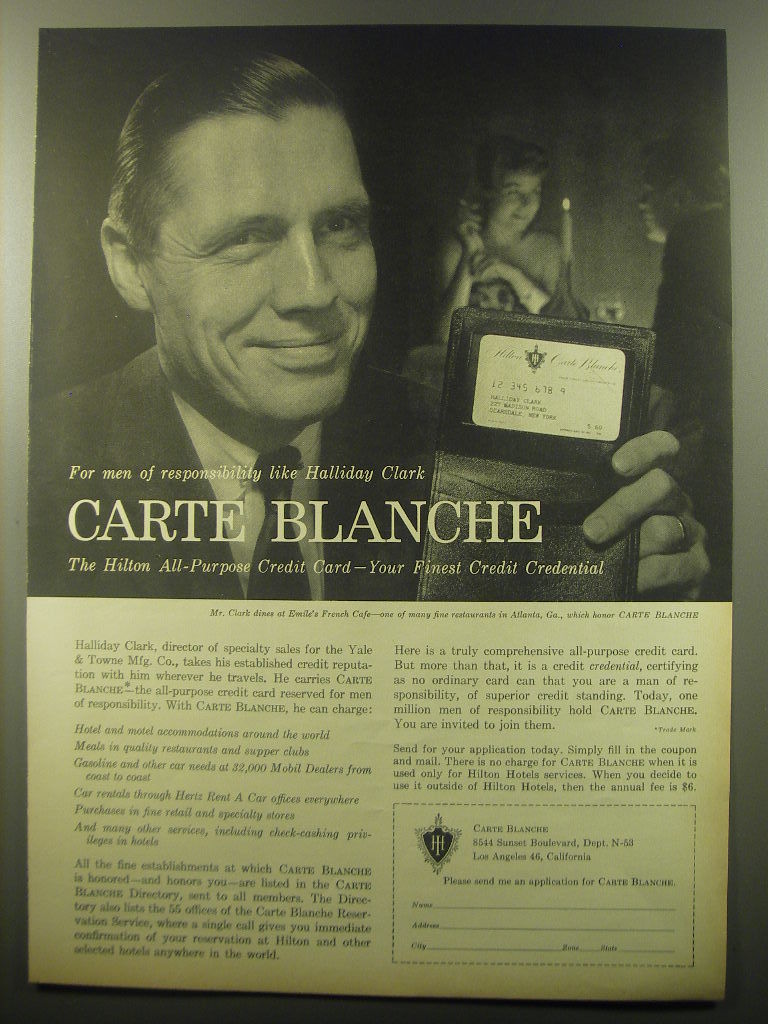 Hilton Carte Blanche
12 345 678 9
HALLIDAY CLARK
227 MADISON ROAD
SCARSDALE, NEW YORK
5 60
For men of responsibility like Halliday Clark
CARTE BLANCHE
The Hilton All-Purpose Credit Card—Your Finest Credit Credential
Mr. Clark dines at Emile's French Cafe—one of many fine restaurants in Atlanta, Ga., which honor CARTE BLANCHE
Halliday Clark, director of specialty sales for the Yale
& Towne Mfg. Co., takes his established credit reputa-
tion with him wherever he travels. He carries CARTE
BLANCHE*—the all-purpose credit card reserved for men
of responsibility. With CARTE BLANCHE, he can charge:
Hotel and motel accommodations around the world
Meals in quality restaurants and supper clubs
Gasoline and other car needs at 32,000 Mobil Dealers from
coast to coast
Car rentals through Hertz Rent A Car offices everywhere
Purchases in fine retail and specialty stores
And many other services, including check-cashing priv-
ileges in hotels
All the fine establishments at which CARTE BLANCHE
is honored—and honors you—are listed in the CARTE
BLANCHE Directory, sent to all members. The Direc-
tory also lists the 55 offices of the Carte Blanche Reser-
vation Service, where a single call gives you immediate
confirmation of your reservation at Hilton and other
selected hotels anywhere in the world.
Here is a truly comprehensive all-purpose credit card.
But more than that, it is a credit credential, certifying
as no ordinary card can that you are a man of re-
sponsibility, of superior credit standing. Today, one
million men of responsibility hold CARTE BLANCHE.
You are invited to join them.
*Trade Mark
Send for your application today. Simply fill in the coupon
and mail. There is no charge for CARTE BLANCHE when it is
used only for Hilton Hotels services. When you decide to
use it outside of Hilton Hotels, then the annual fee is $6.
H
CARTE BLANCHE
8544 Sunset Boulevard, Dept. N-53
Los Angeles 46, California
Please send me an application for CARTE BLANCHE.
Name
Address
City Zone State